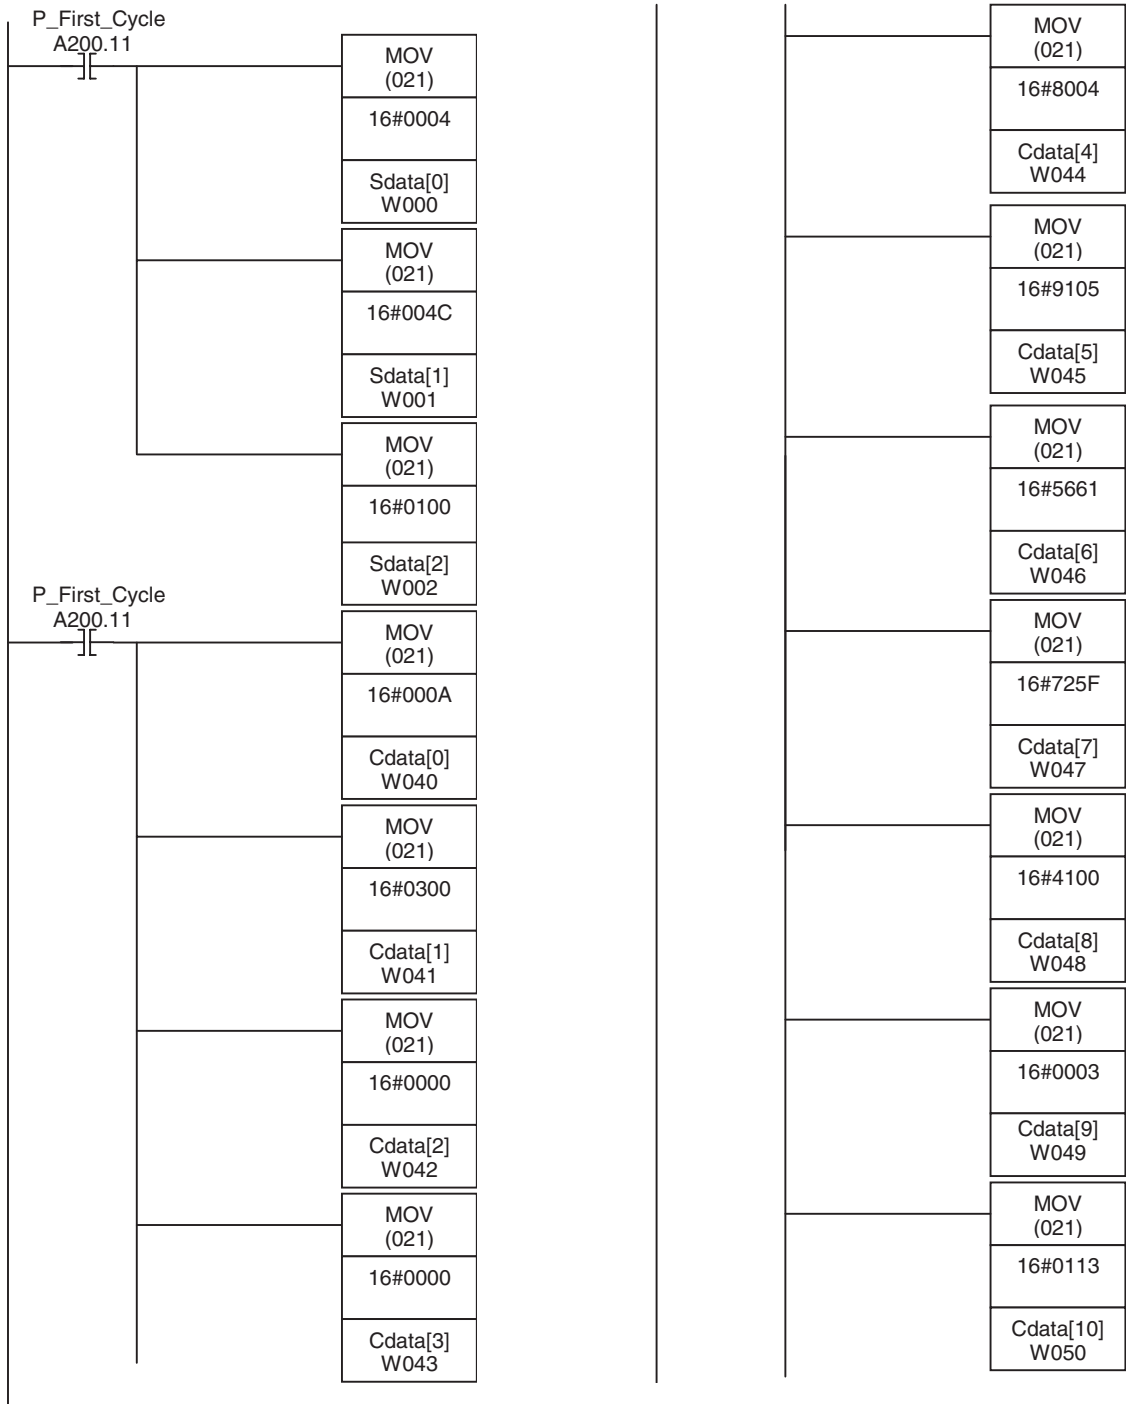 P_First_Cycle
A200.11
MOV
(021)
16#0004
Sdata[0]
W000
MOV
(021)
16#004C
Sdata[1]
W001
MOV
(021)
16#0100
Sdata[2]
W002
P_First_Cycle
A200.11
MOV
(021)
16#000A
Cdata[0]
W040
MOV
(021)
16#0300
Cdata[1]
W041
MOV
(021)
16#0000
Cdata[2]
W042
MOV
(021)
16#0000
Cdata[3]
W043
MOV
(021)
16#8004
Cdata[4]
W044
MOV
(021)
16#9105
Cdata[5]
W045
MOV
(021)
16#5661
Cdata[6]
W046
MOV
(021)
16#725F
Cdata[7]
W047
MOV
(021)
16#4100
Cdata[8]
W048
MOV
(021)
16#0003
Cdata[9]
W049
MOV
(021)
16#0113
Cdata[10]
W050